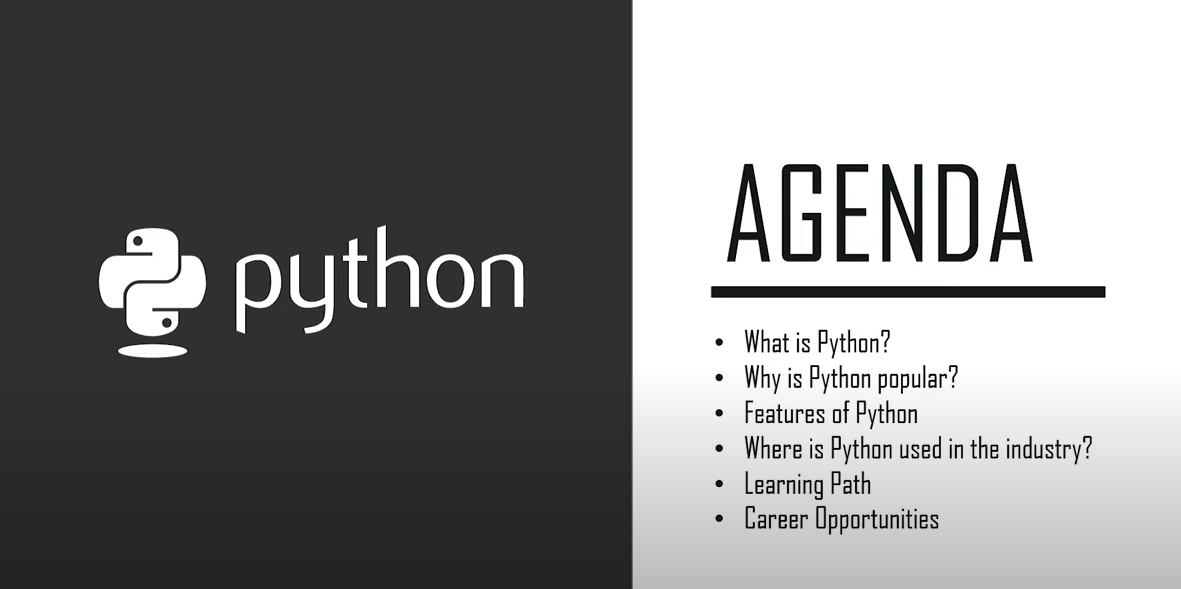 python
AGENDA
• What is Python?
• Why is Python popular?
• Features of Python
• Where is Python used in the industry?
• Learning Path
• Career Opportunities